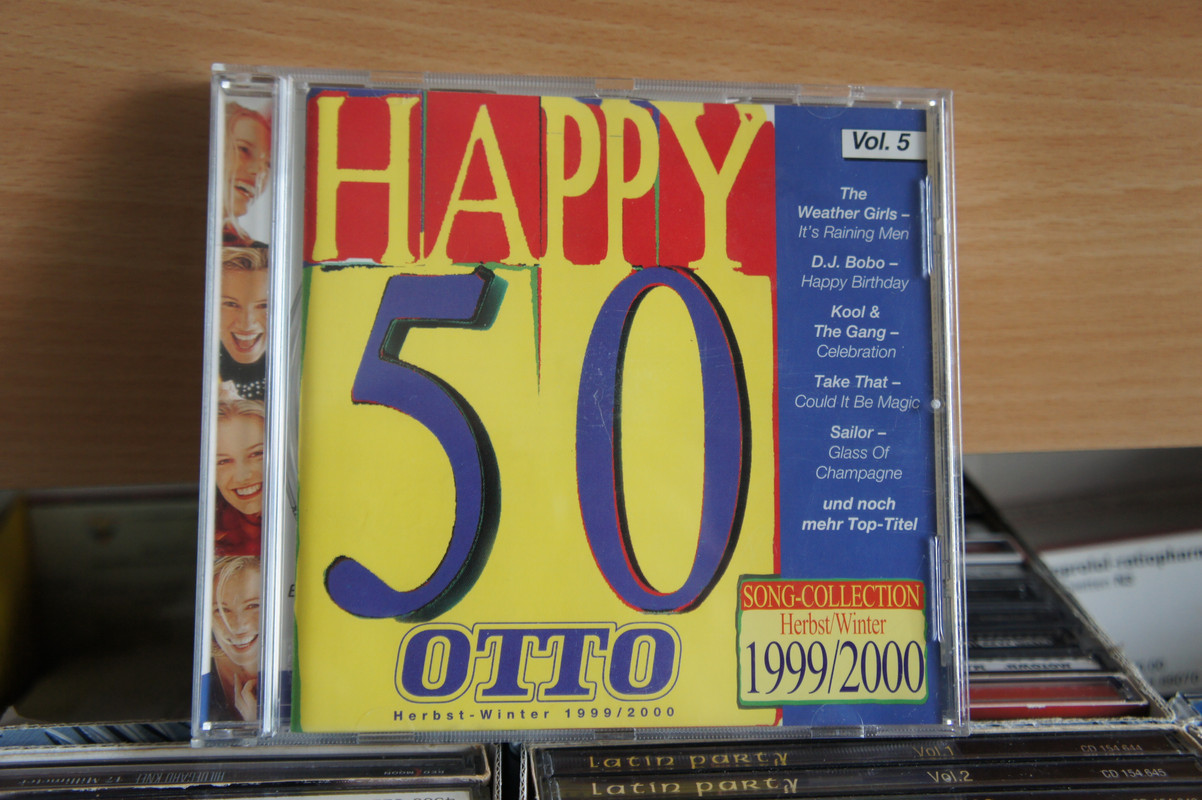 HAPPY
50
OTTO
Herbst-Winter 1999/2000
Vol. 5
The
Weather Girls –
It's Raining Men
D.J. Bobo –
Happy Birthday
Kool &
The Gang –
Celebration
Take That –
Could It Be Magic
Sailor –
Glass Of
Champagne
und noch
mehr Top-Titel
SONG-COLLECTION
Herbst/Winter
1999/2000
Latin Party Vol.1 CD 154 644
Latin Party Vol.2 CD 154 645
HILDEGARD KNEF